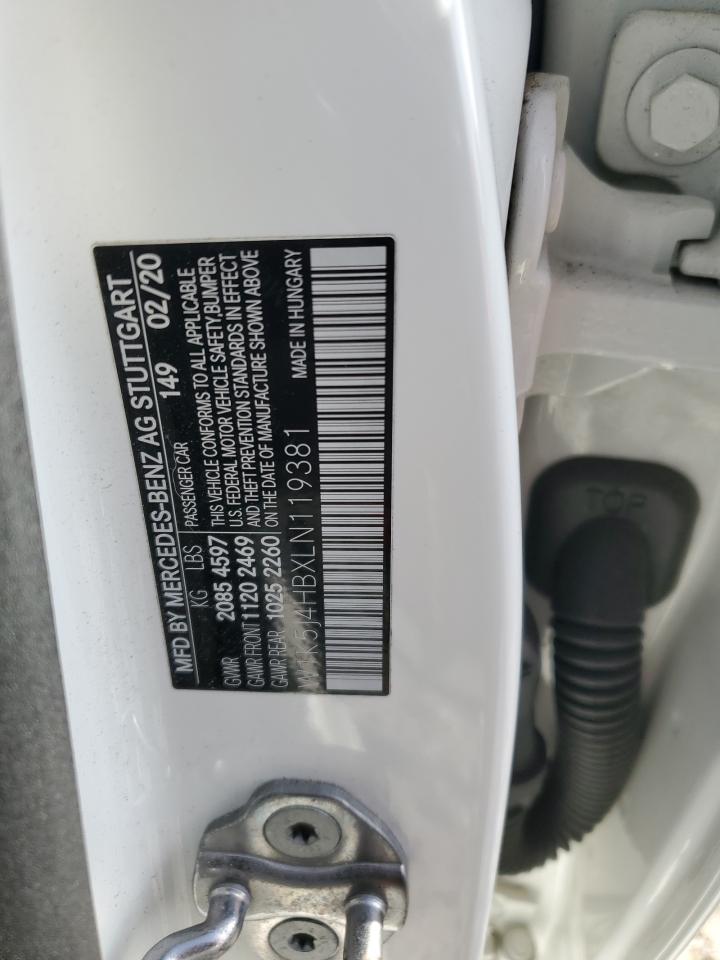 MFD BY MERCEDES-BENZ AG STUTTGART
149 02/20
KG LBS PASSENGER CAR
GVWR 2085 4597 THIS VEHICLE CONFORMS TO ALL APPLICABLE
GAWR FRONT 1120 2469 U.S. FEDERAL MOTOR VEHICLE SAFETY,BUMPER
GAWR REAR 1025 2260 AND THEFT PREVENTION STANDARDS IN EFFECT
ON THE DATE OF MANUFACTURE SHOWN ABOVE
MADE IN HUNGARY
W1K5J4HBXLN119381
TOP